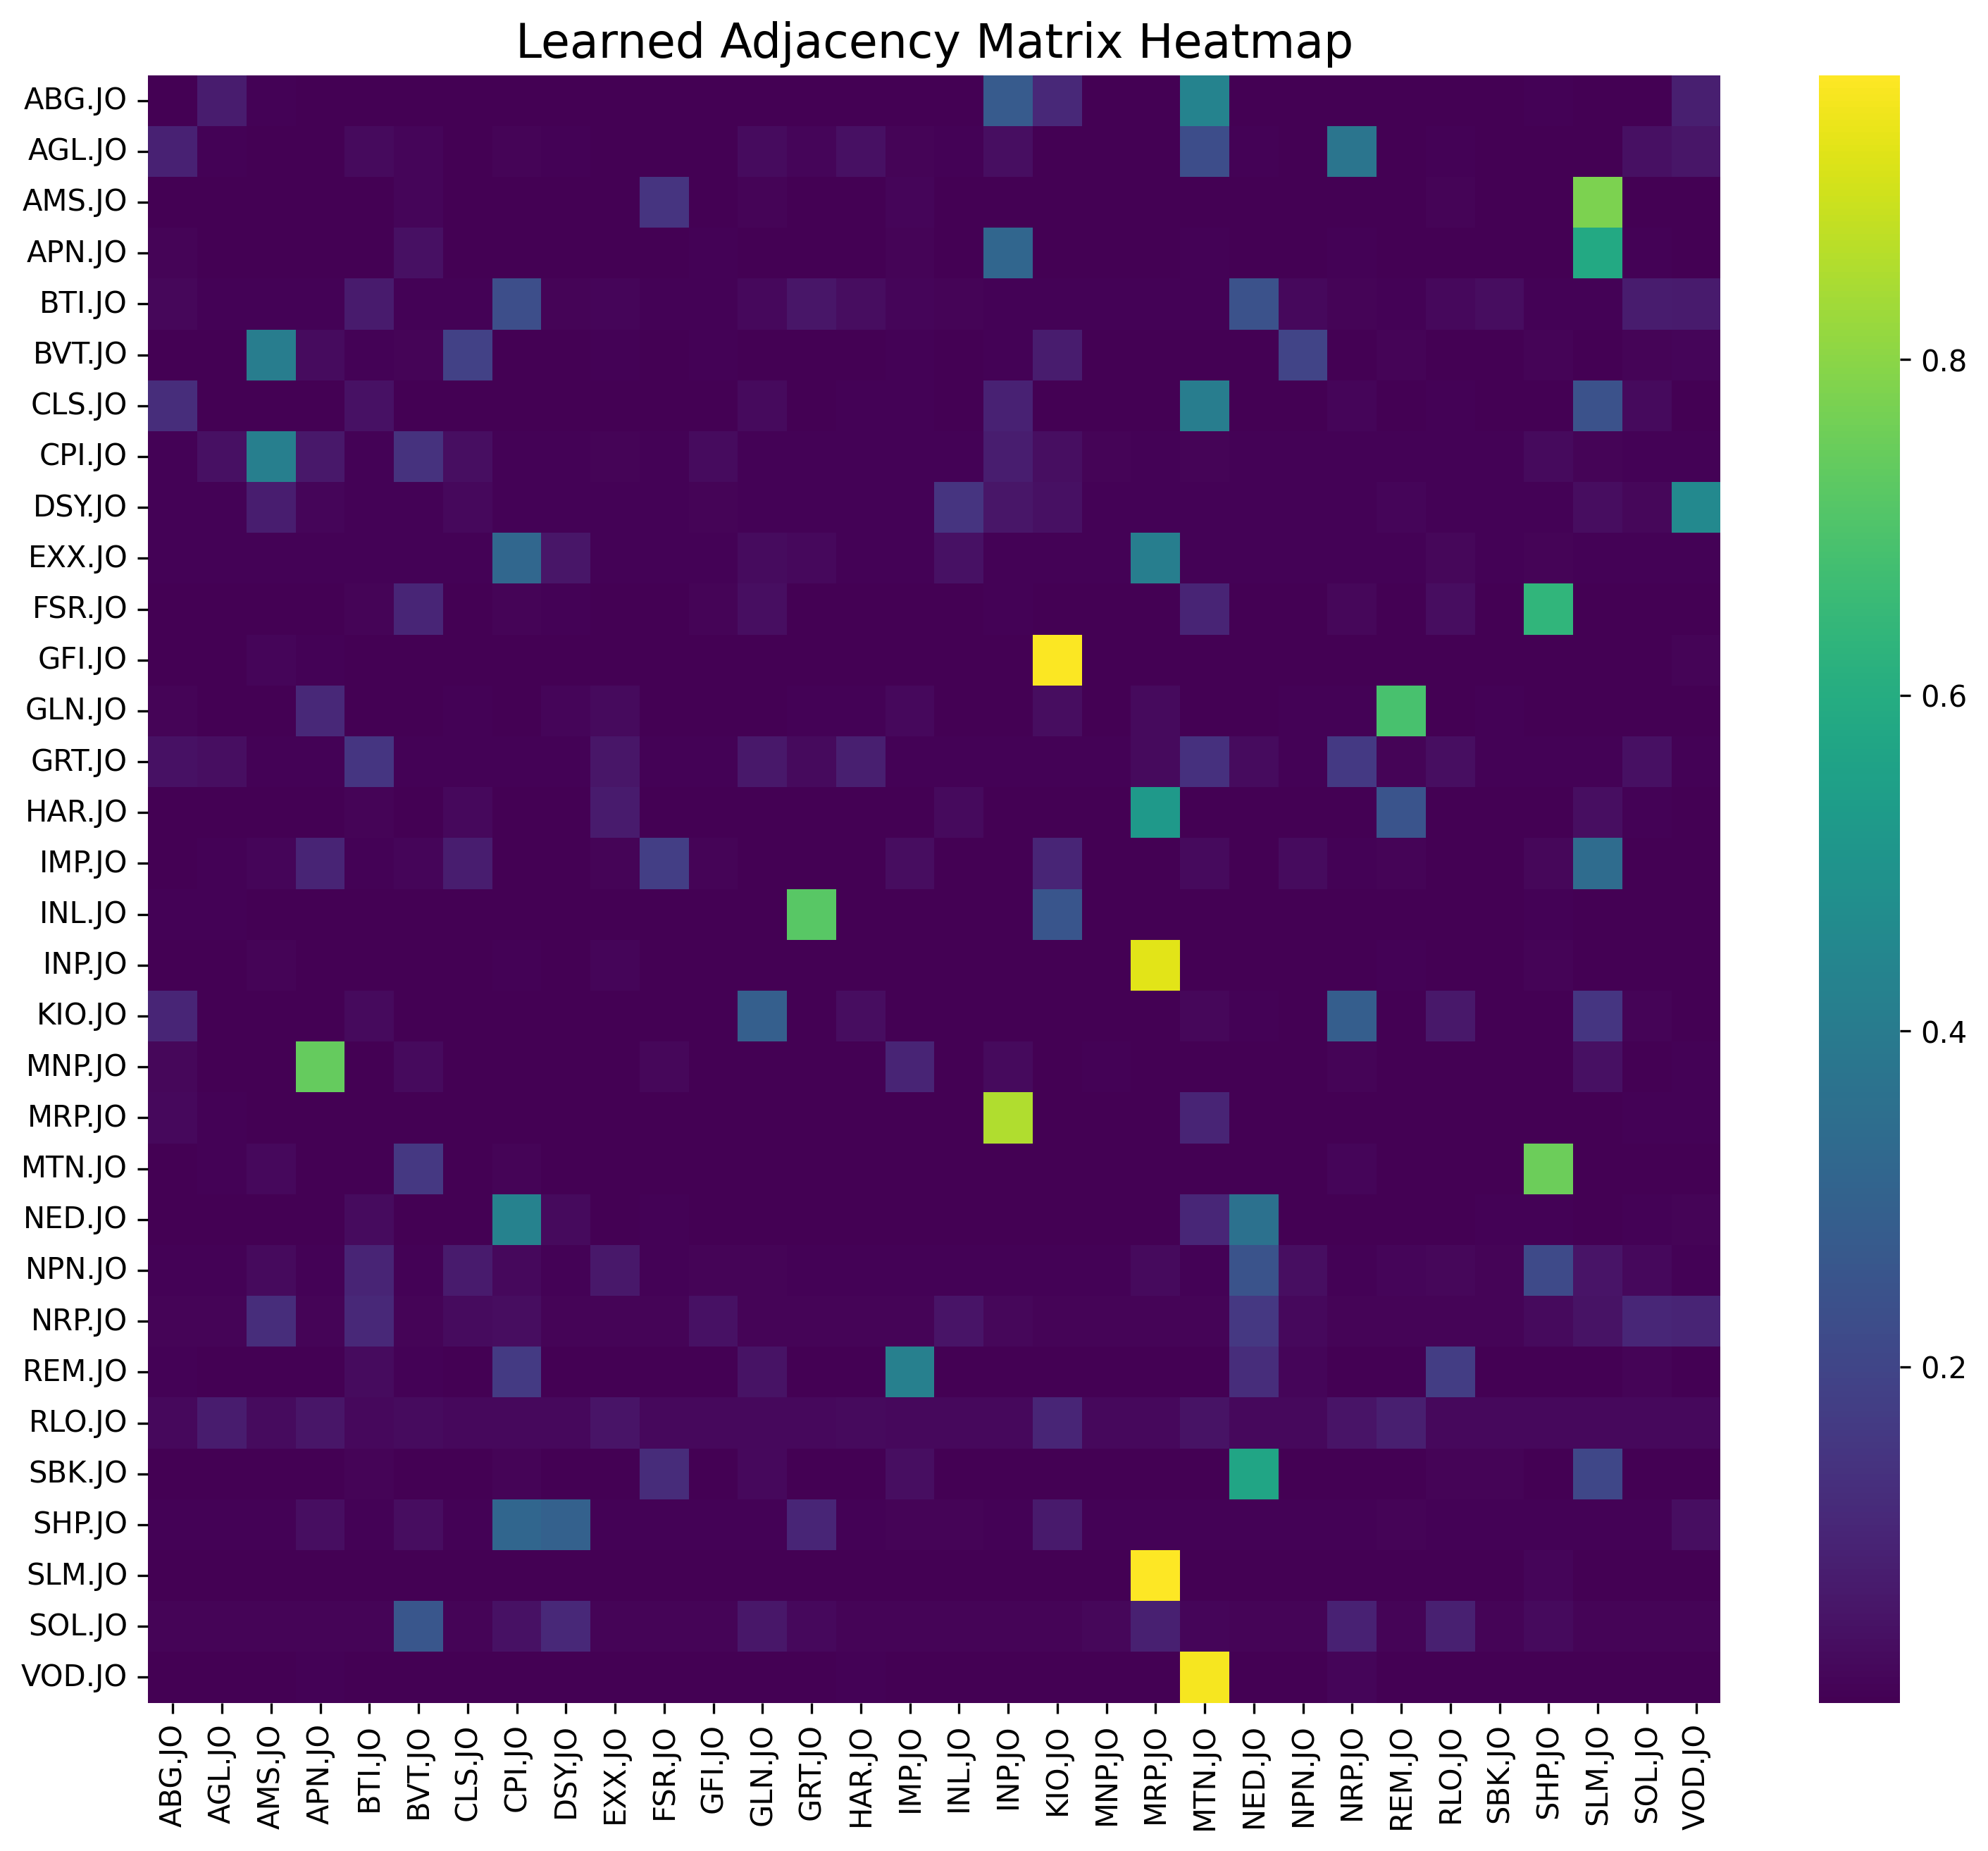 Learned Adjacency Matrix Heatmap
ABG.JO
AGL.JO
AMS.JO
APN.JO
BTI.JO
BVT.JO
CLS.JO
CPI.JO
DSY.JO
EXX.JO
FSR.JO
GFI.JO
GLN.JO
GRT.JO
HAR.JO
IMP.JO
INL.JO
INP.JO
KIO.JO
MNP.JO
MRP.JO
MTN.JO
NED.JO
NPN.JO
NRP.JO
REM.JO
RLO.JO
SBK.JO
SHP.JO
SLM.JO
SOL.JO
VOD.JO
ABG.JO
AGL.JO
AMS.JO
APN.JO
BTI.JO
BVT.JO
CLS.JO
CPI.JO
DSY.JO
EXX.JO
FSR.JO
GFI.JO
GLN.JO
GRT.JO
HAR.JO
IMP.JO
INL.JO
INP.JO
KIO.JO
MNP.JO
MRP.JO
MTN.JO
NED.JO
NPN.JO
NRP.JO
REM.JO
RLO.JO
SBK.JO
SHP.JO
SLM.JO
SOL.JO
VOD.JO
0.8
0.6
0.4
0.2